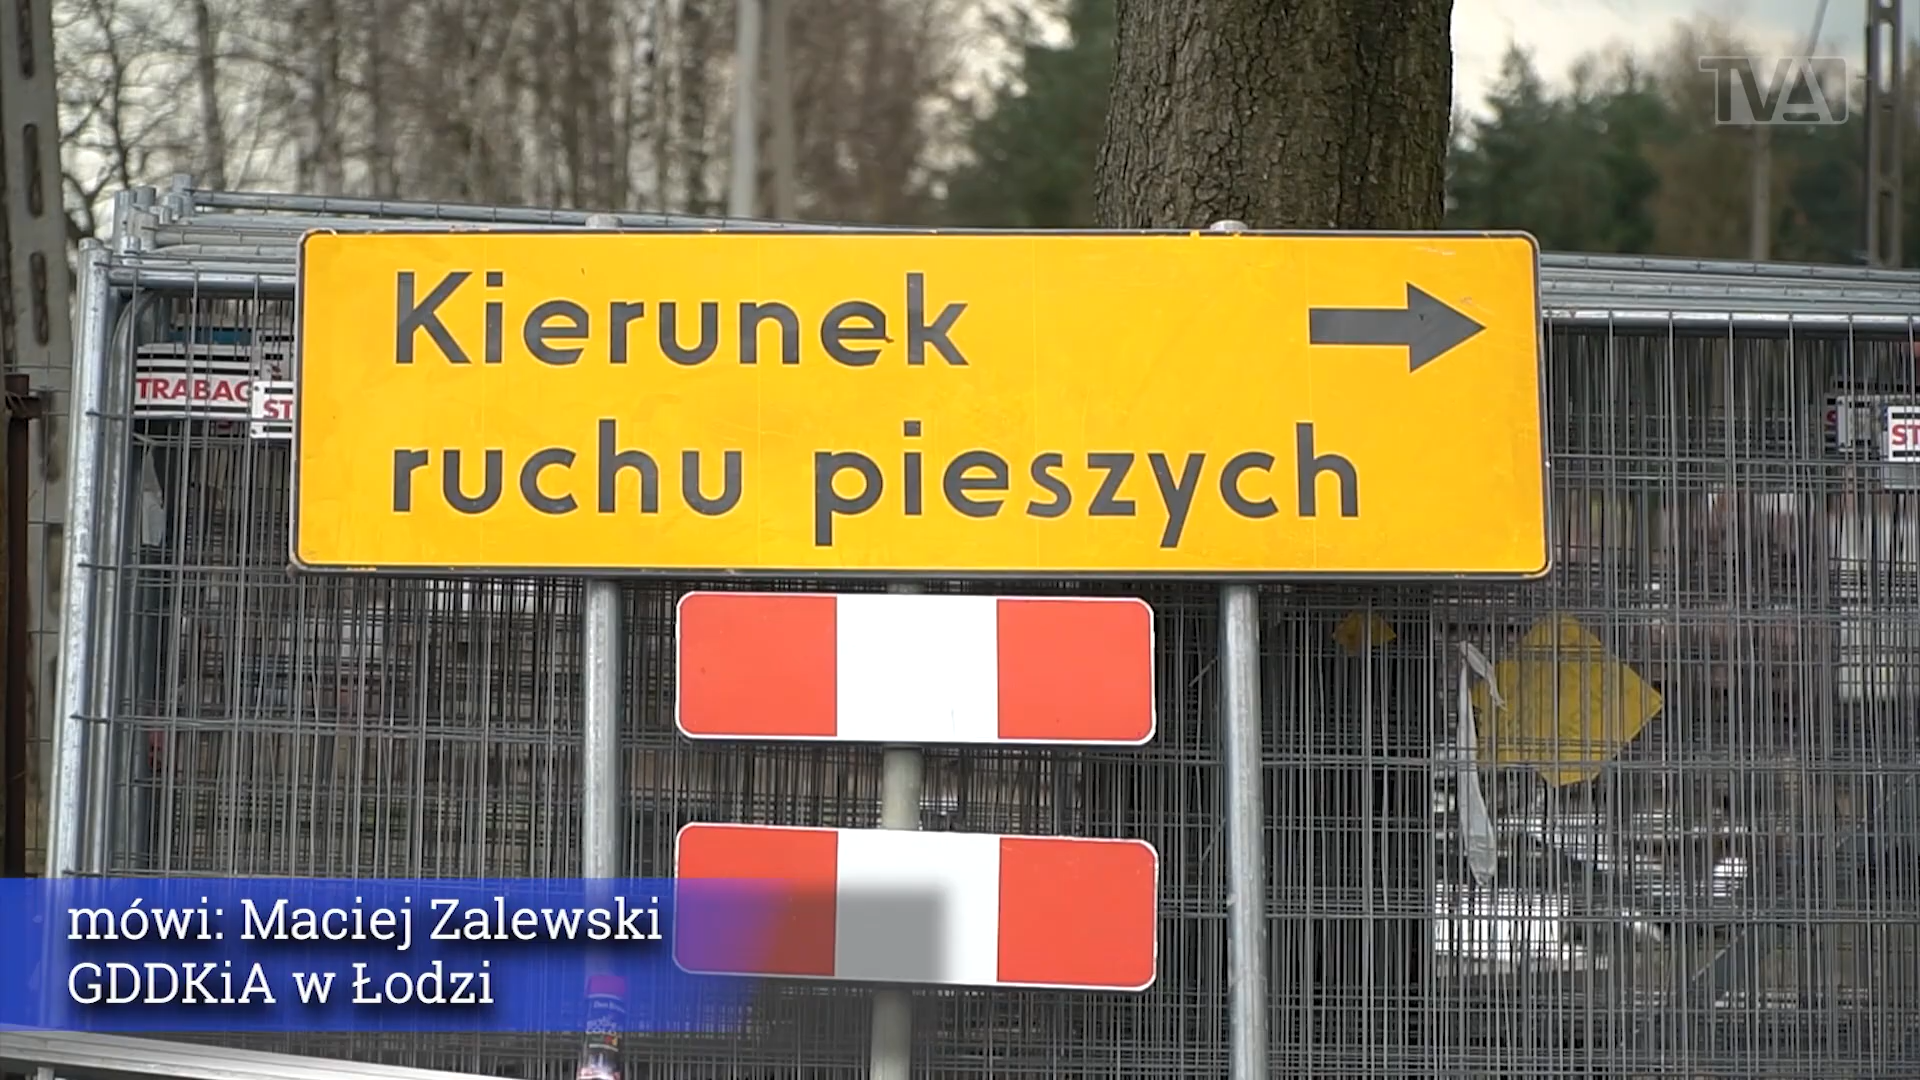 TVA
Kierunek
ruchu pieszych
mówi: Maciej Zalewski
GDDKiA w Łodzi